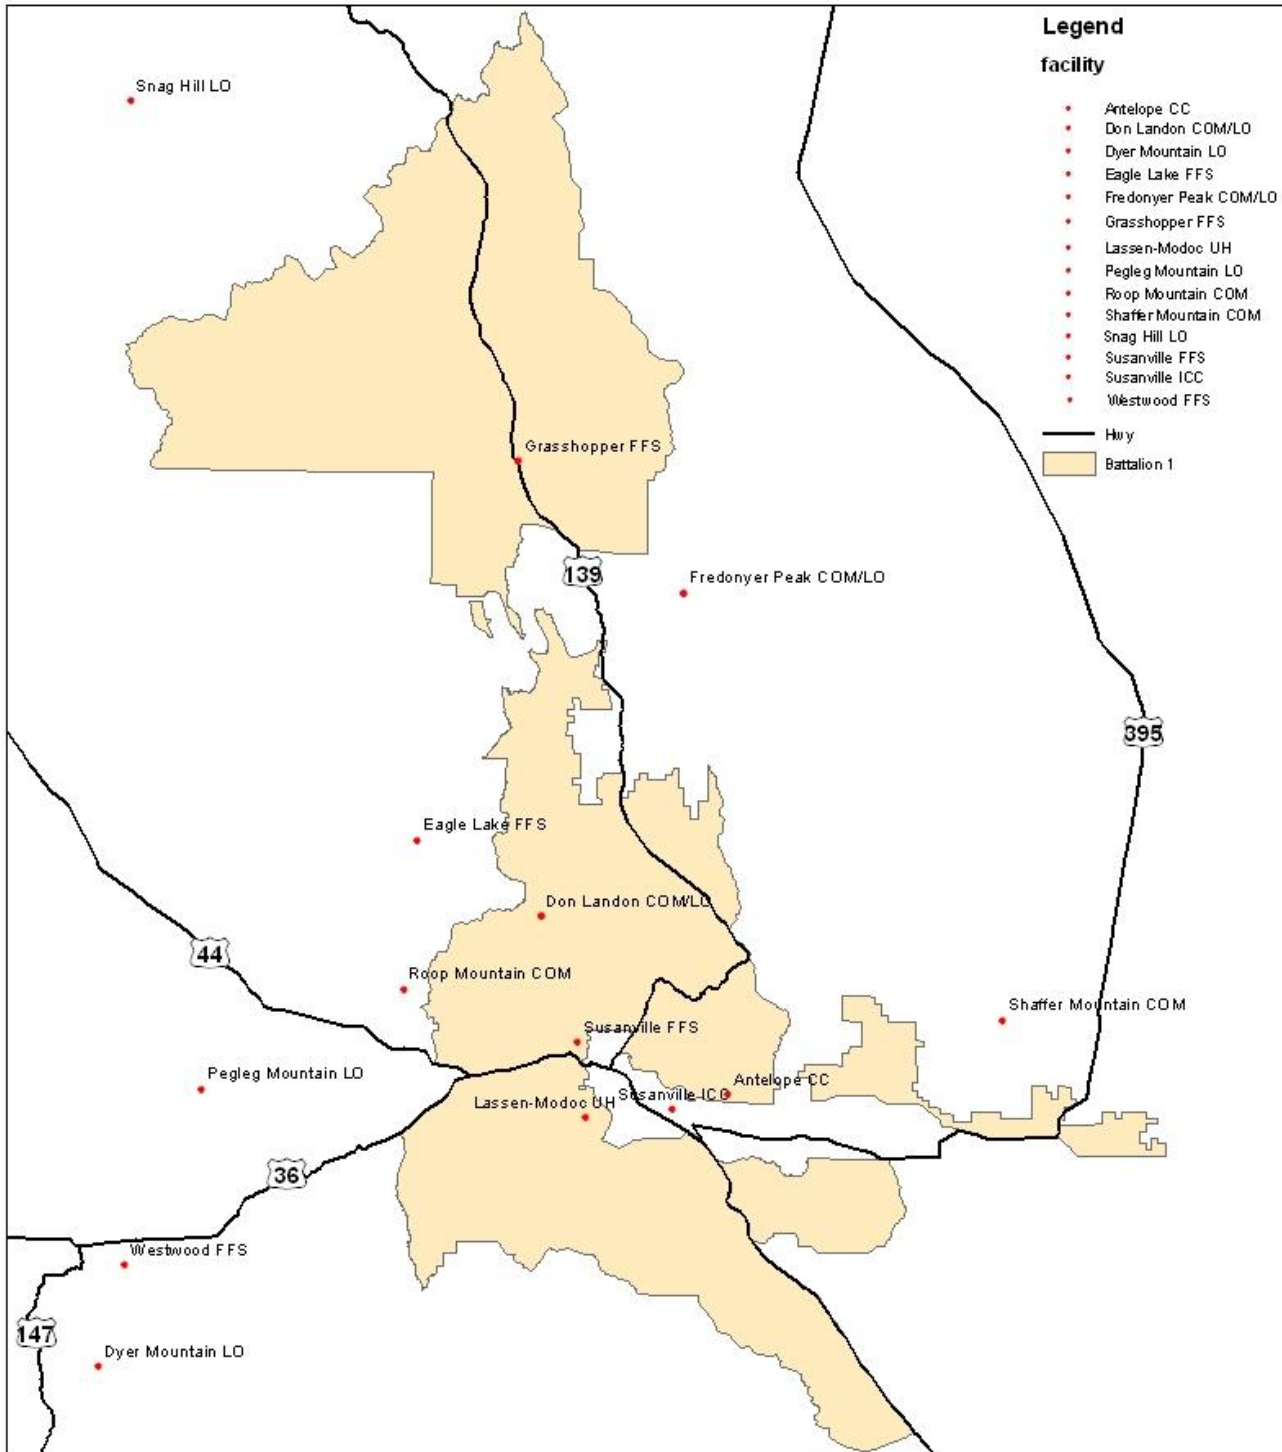 Legend
facility
Snag Hill LO
Antelope CC
Don Landon COM/LO
Dyer Mountain LO
Eagle Lake FFS
Fredonyer Peak COM/LO
Grasshopper FFS
Lassen-Modoc UH
Pegleg Mountain LO
Roop Mountain COM
Shaffer Mountain COM
Snag Hill LO
Susanville FFS
Susanville ICC
Westwood FFS
Hwy
Battalion 1
Grasshopper FFS
139
Fredonyer Peak COM/LO
395
Eagle Lake FFS
Don Landon COM/LO
44
Roop Mountain COM
Shaffer Mountain COM
Susanville FFS
Pegleg Mountain LO
Antelope CC
Susanville ICC
Lassen-Modoc UH
36
Westwood FFS
147
Dyer Mountain LO